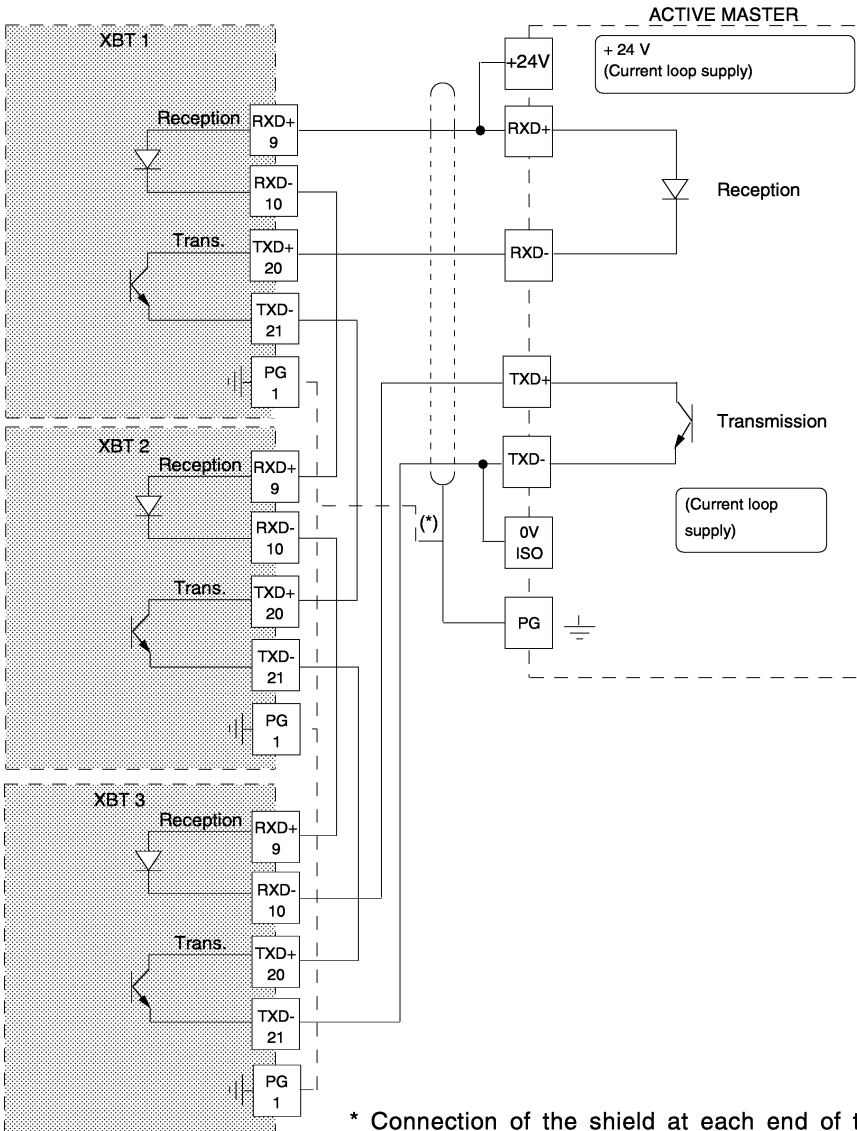 ACTIVE MASTER
XBT 1
+24V
+ 24 V
(Current loop supply)
Reception
RXD+
9
RXD+
RXD-
10
Reception
Trans.
TXD+
20
RXD-
TXD-
21
PG
1
TXD+
Transmission
XBT 2
Reception
RXD+
9
TXD-
(Current loop
supply)
RXD-
10
(*)
0V
ISO
Trans.
TXD+
20
PG
TXD-
21
PG
1
XBT 3
Reception
RXD+
9
RXD-
10
Trans.
TXD+
20
TXD-
21
PG
1
* Connection of the shield at each end of